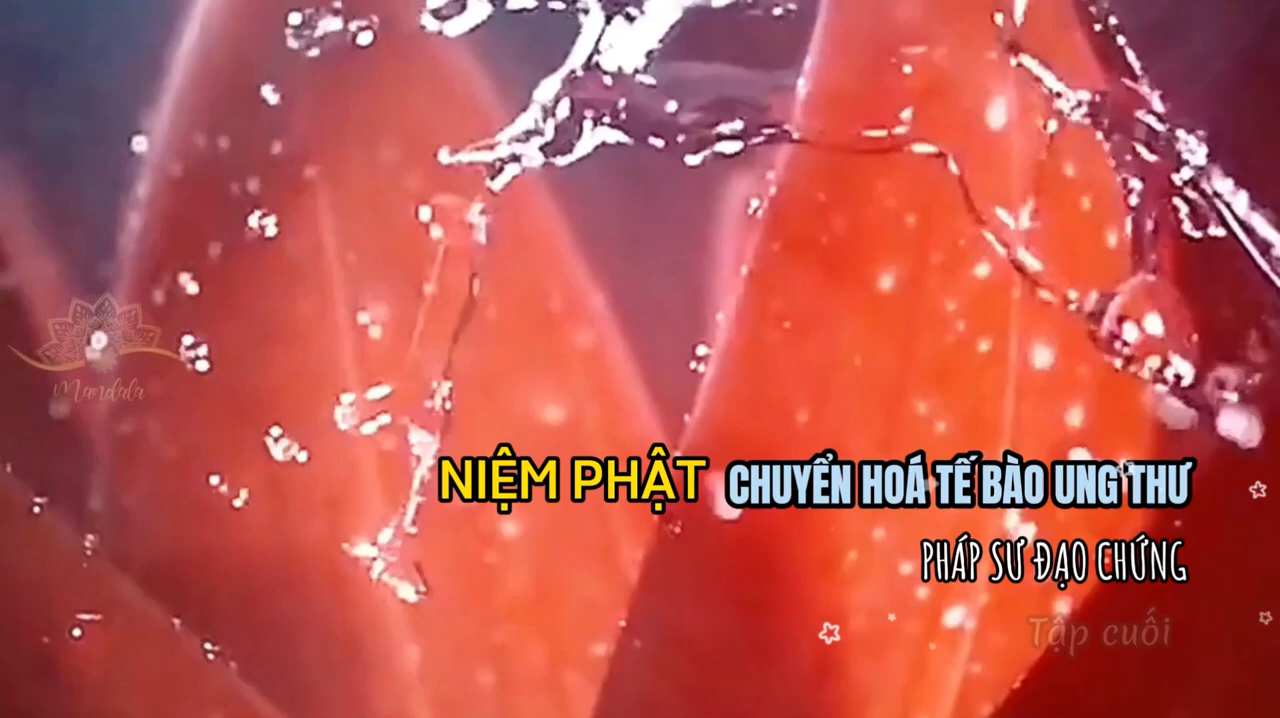 Mandala
NIỆM PHẬT CHUYỂN HOÁ TẾ BÀO UNG THƯ
PHÁP SƯ ĐẠO CHỨNG
Tập cuối